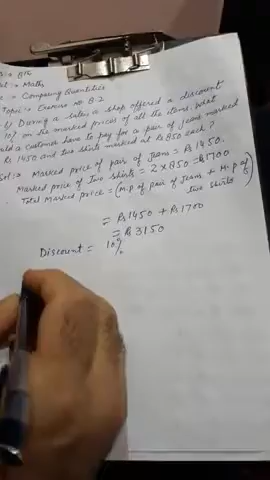 :- 8th
:- Math
:- Comparing Quantities
Topic :- Exercise No 8.2
During a sale, a shop offered a discount
10% on the marked prices of all the items. What
would a customer have to pay for a pair of jeans marked
Rs 1450 and two shirts marked at Rs 850 each?
Sol :- Marked price of pair of jeans = Rs 1450.
Marked price of Two shirts = 2 x 850 = Rs 1700
Total Marked price = (M.P of pair of jeans + M.P of
two shirts)
= Rs 1450 + Rs 1700
= Rs 3150
Discount = 10%